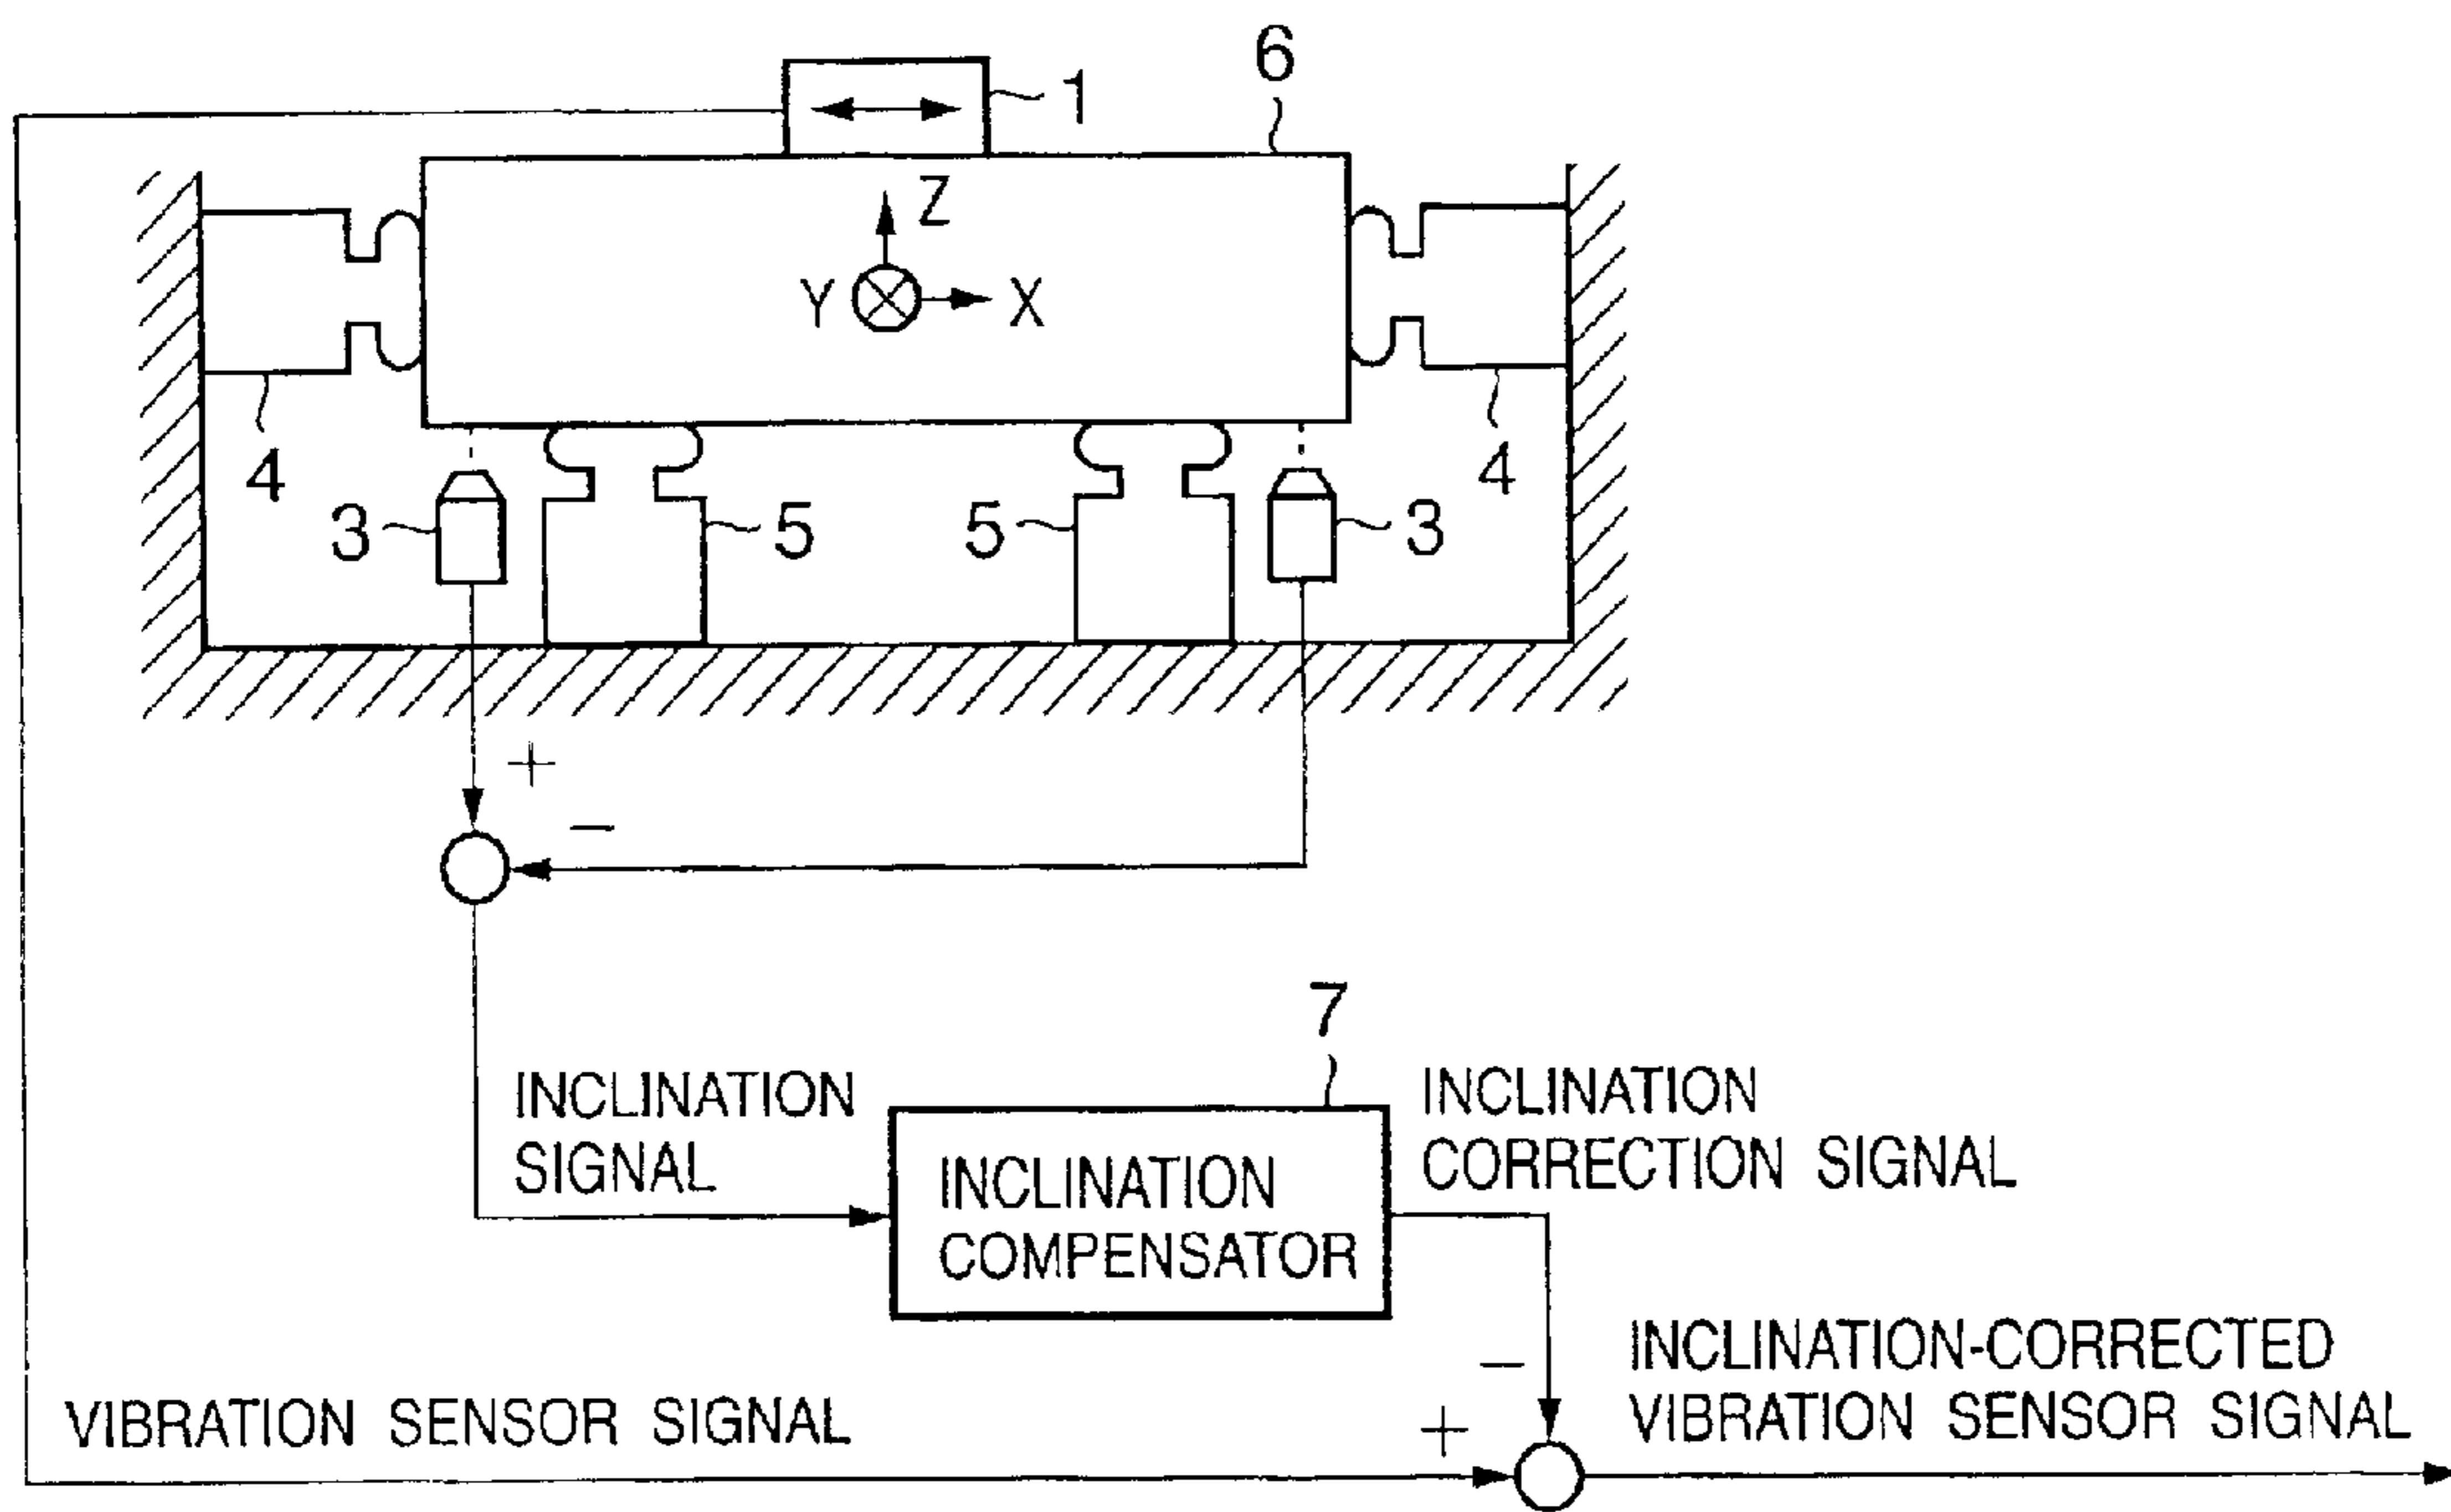 6
1
Z
Y
X
4
4
3
5
5
3
+
−
7
INCLINATION
SIGNAL
INCLINATION
COMPENSATOR
INCLINATION
CORRECTION SIGNAL
−
INCLINATION-CORRECTED
VIBRATION SENSOR SIGNAL
VIBRATION SENSOR SIGNAL
+